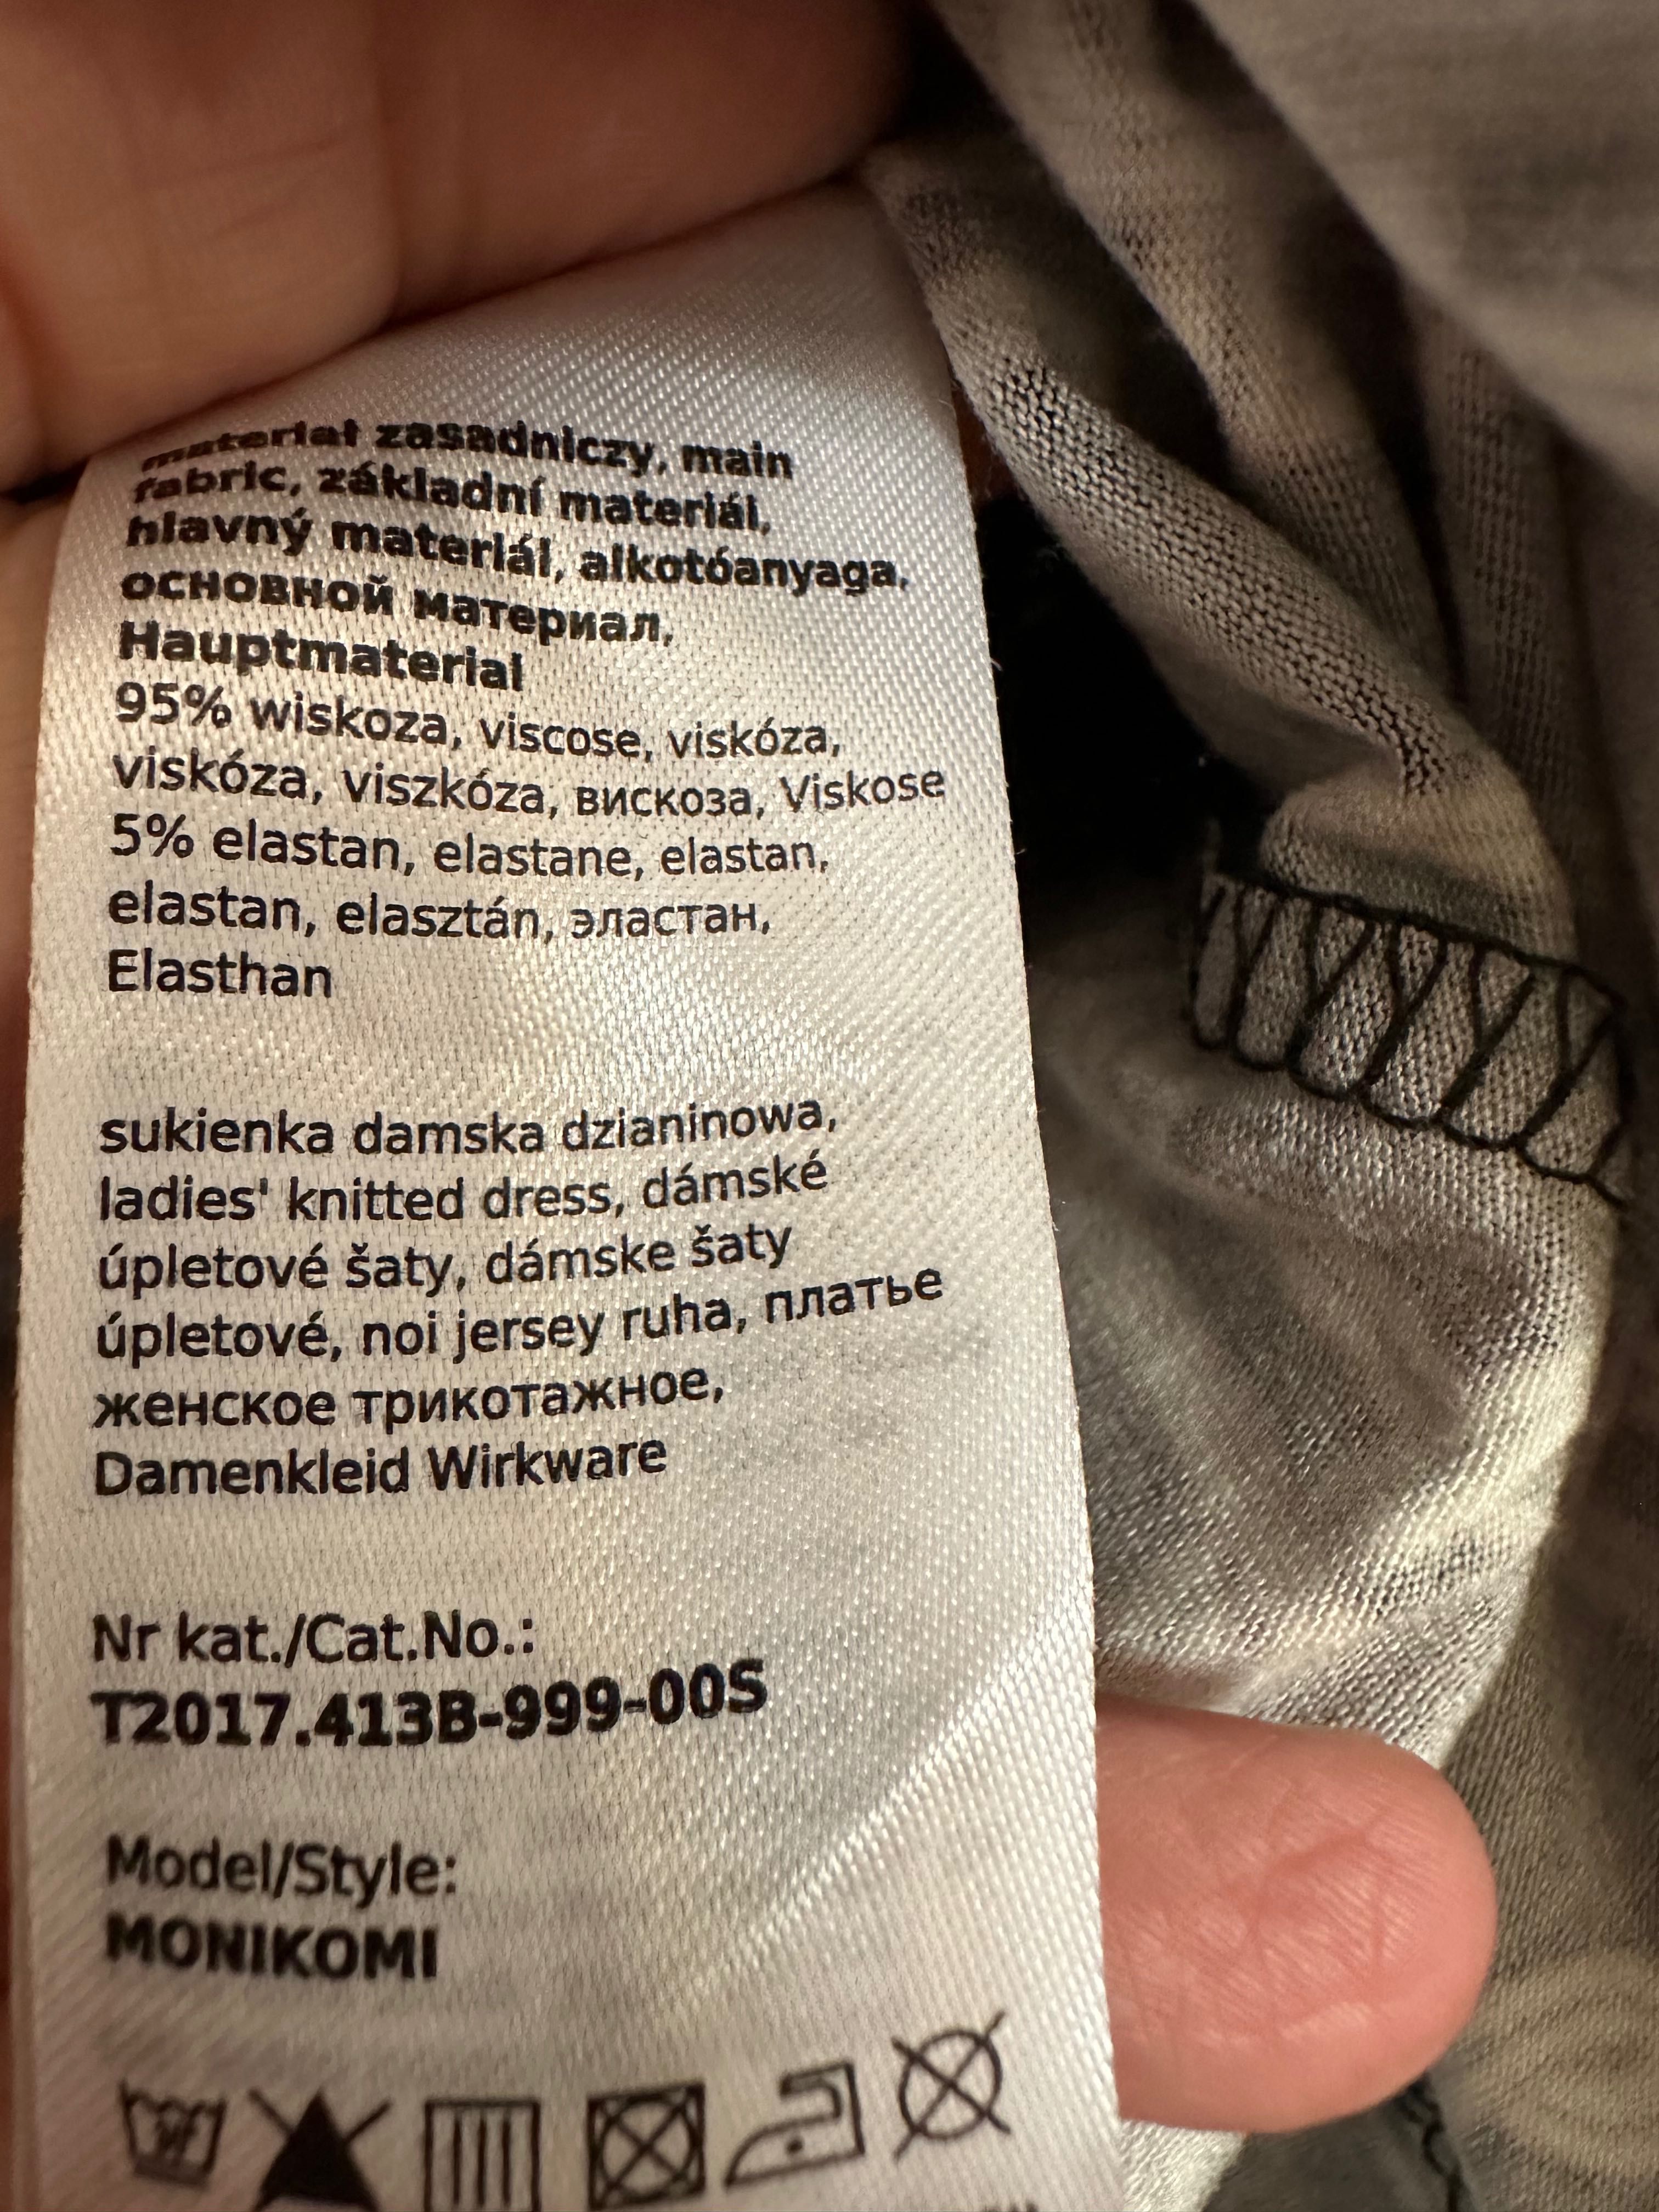 materiał zasadniczy, main
fabric, základní materiál,
hlavný materiál, alkotóanyaga,
основной материал,
Hauptmaterial
95% wiskoza, viscose, viskóza,
viskóza, viszkóza, вискоза, Viskose
5% elastan, elastane, elastan,
elastan, elasztán, эластан,
Elasthan
sukienka damska dzianinowa,
ladies' knitted dress, dámské
úpletové šaty, dámske šaty
úpletové, noi jersey ruha, платье
женское трикотажное,
Damenkleid Wirkware
Nr kat./Cat.No.:
T2017.413B-999-00S
Model/Style:
MONIKOMI